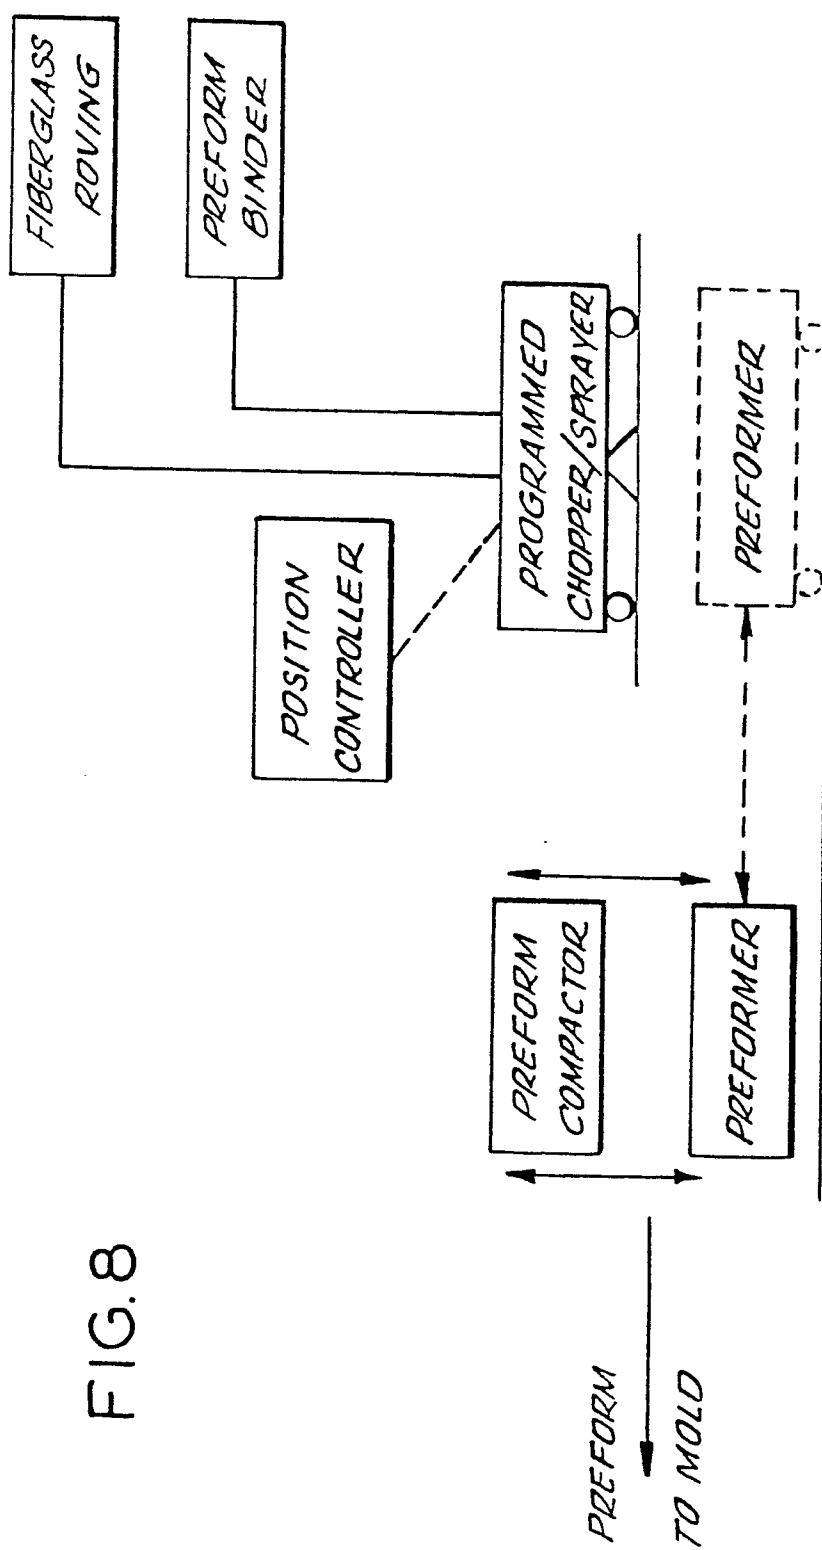 FIBERGLASS
ROVING
PREFORM
BINDER
POSITION
CONTROLLER
PROGRAMMED
CHOPPER/SPRAYER
PREFORM
COMPACTOR
PREFORMER
PREFORMER
PREFORM
TO MOLD
FIG. 8